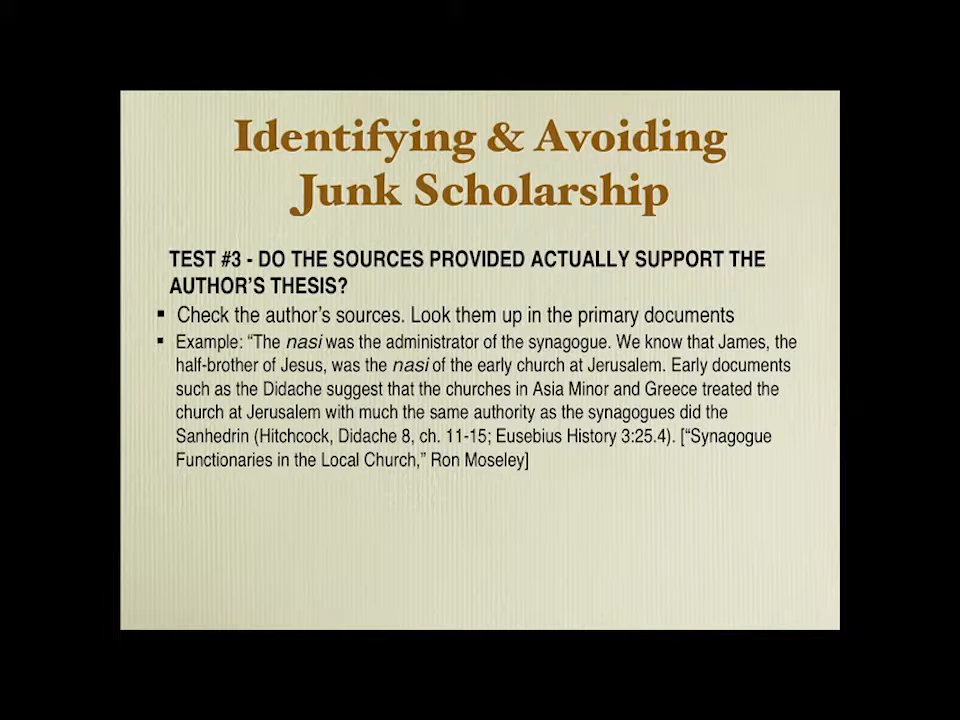 Identifying & Avoiding
Junk Scholarship
TEST #3 - DO THE SOURCES PROVIDED ACTUALLY SUPPORT THE
AUTHOR’S THESIS?
▪ Check the author’s sources. Look them up in the primary documents
▪ Example: “The nasi was the administrator of the synagogue. We know that James, the
half-brother of Jesus, was the nasi of the early church at Jerusalem. Early documents
such as the Didache suggest that the churches in Asia Minor and Greece treated the
church at Jerusalem with much the same authority as the synagogues did the
Sanhedrin (Hitchcock, Didache 8, ch. 11-15; Eusebius History 3:25.4). [“Synagogue
Functionaries in the Local Church,” Ron Moseley]